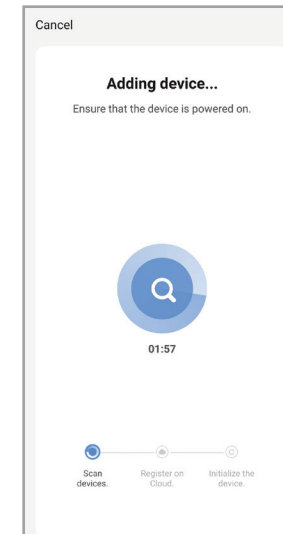 Cancel
Adding device...
Ensure that the device is powered on.
01:57
Scan
devices.
Register on
Cloud.
Initialize the
device.